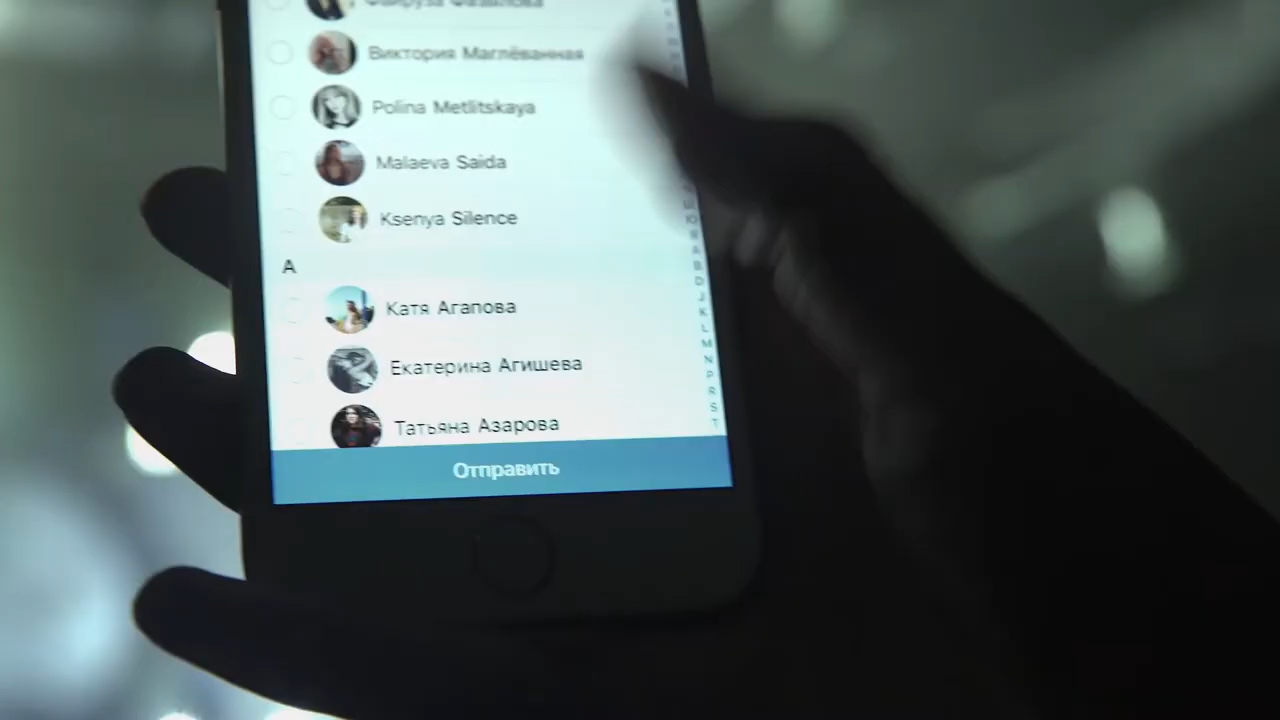 Виктория Маглёванная
Polina Metlitskaya
Malaeva Saida
Ksenya Silence
А
Катя Агапова
Екатерина Агишева
Татьяна Азарова
Отправить
Ш
Ю
Я
A
B
D
J
K
L
M
N
P
R
S
T